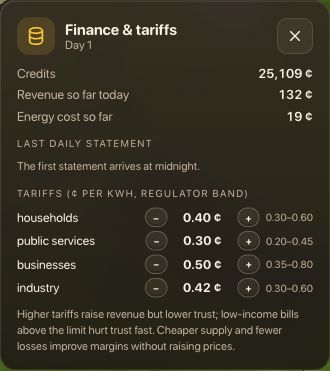 Finance & tariffs
Day 1
Credits 25,109 ¢
Revenue so far today 132 ¢
Energy cost so far 19 ¢
LAST DAILY STATEMENT
The first statement arrives at midnight.
TARIFFS (¢ PER KWH, REGULATOR BAND)
households − 0.40 ¢ + 0.30–0.60
public services − 0.30 ¢ + 0.20–0.45
businesses − 0.50 ¢ + 0.35–0.80
industry − 0.42 ¢ + 0.30–0.60
Higher tariffs raise revenue but lower trust; low-income bills
above the limit hurt trust fast. Cheaper supply and fewer
losses improve margins without raising prices.